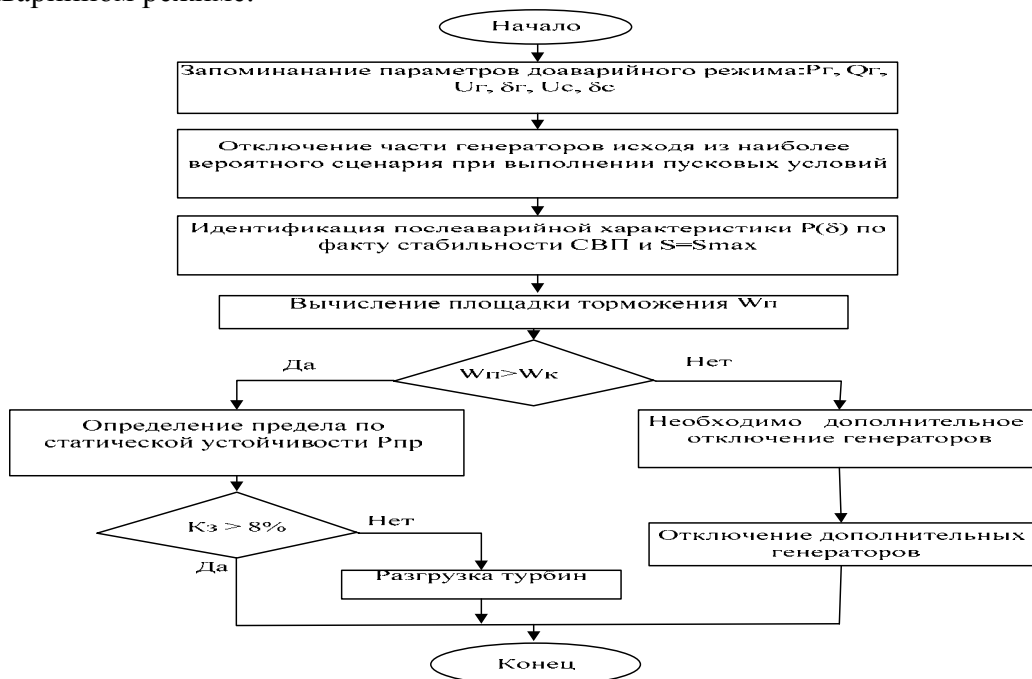 режиме.
Начало
Запоминанание параметров доаварийного режима:Рг, Qг,
Uг, δг, Uс, δс
Отключение части генераторов исходя из наиболее
вероятного сценария при выполнении пусковых условий
Идентификация послеаварийной характеристики Р(δ) по
факту стабильности СВП и S=Smax
Вычисление площадки торможения Wп
Да
Wп>Wк
Нет
Определение предела по
статической устойчивости Рпр
Необходимо дополнительное
отключение генераторов
Кз > 8%
Нет
Да
Отключение дополнительных
генераторов
Разгрузка турбин
Конец